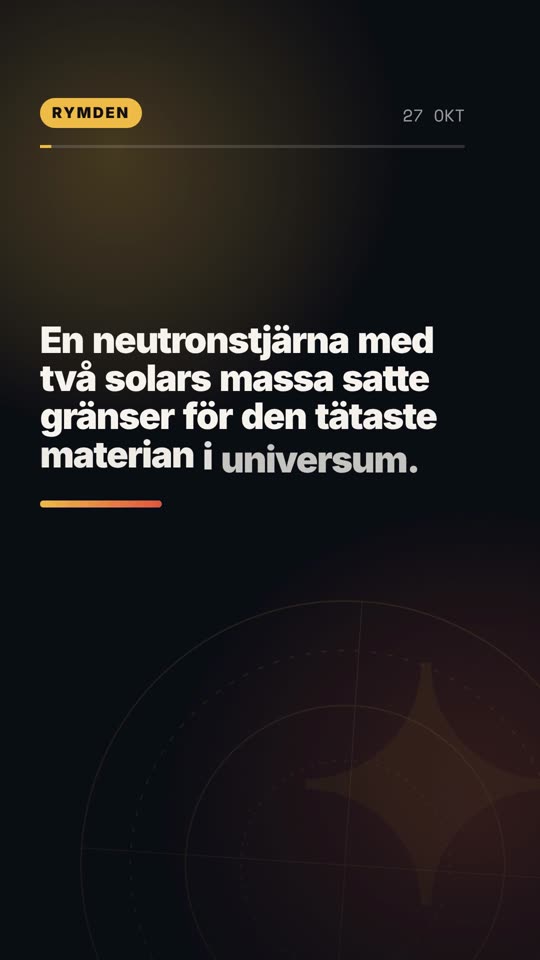 RYMDEN
27 OKT
En neutronstjärna med
två solars massa satte
gränser för den tätaste
materian i universum.